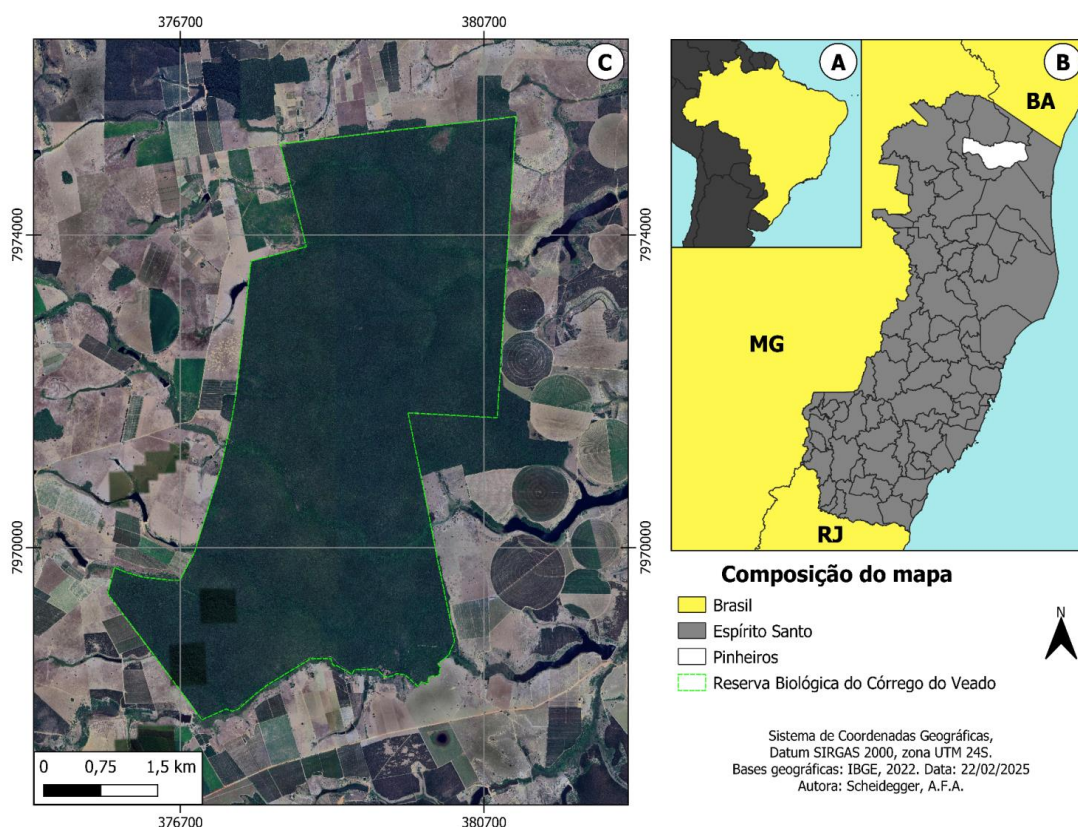 376700
380700
C
7974000
7974000
7970000
7970000
0 0,75 1,5 km
376700
380700
A
B
BA
MG
RJ
Composição do mapa
Brasil
Espírito Santo
Pinheiros
Reserva Biológica do Córrego do Veado
N
Sistema de Coordenadas Geográficas,
Datum SIRGAS 2000, zona UTM 24S.
Bases geográficas: IBGE, 2022. Data: 22/02/2025
Autora: Scheidegger, A.F.A.